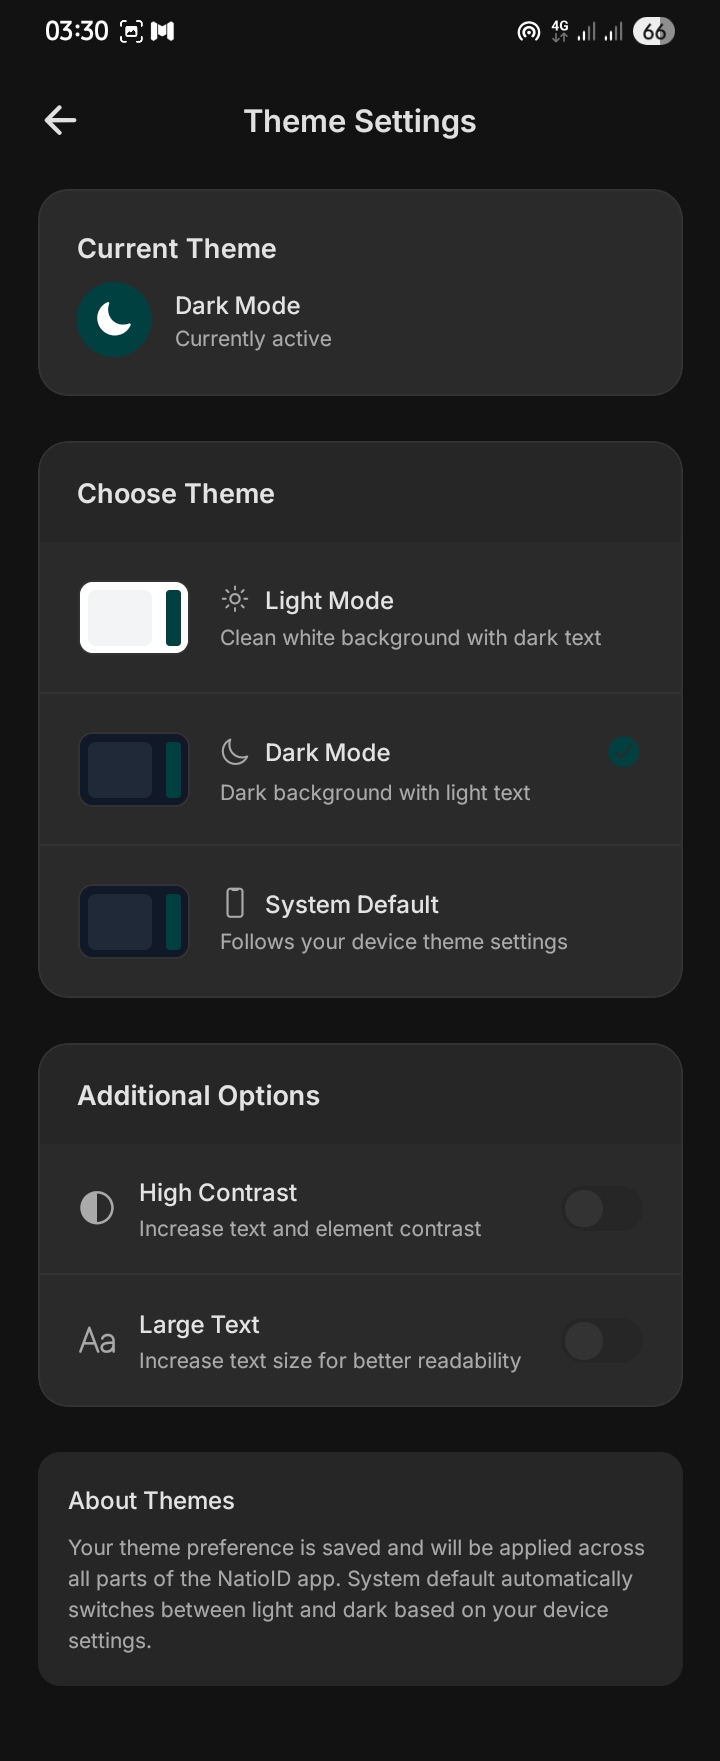 03:30
4G
66
Theme Settings
Current Theme
Dark Mode
Currently active
Choose Theme
Light Mode
Clean white background with dark text
Dark Mode
Dark background with light text
System Default
Follows your device theme settings
Additional Options
High Contrast
Increase text and element contrast
Aa
Large Text
Increase text size for better readability
About Themes
Your theme preference is saved and will be applied across
all parts of the NatioID app. System default automatically
switches between light and dark based on your device
settings.